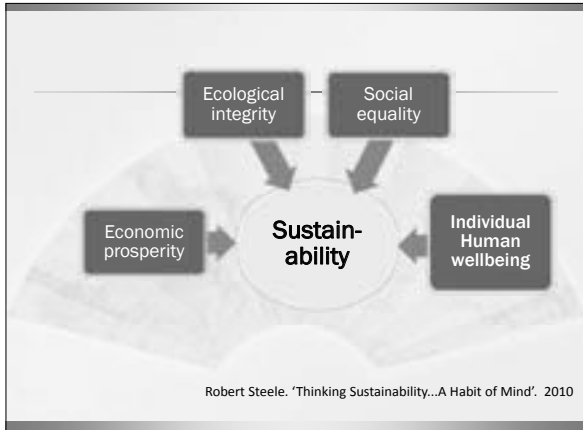 Ecological
integrity
Social
equality
Economic
prosperity
Sustain-
ability
Individual
Human
wellbeing
Robert Steele. 'Thinking Sustainability...A Habit of Mind'.  2010